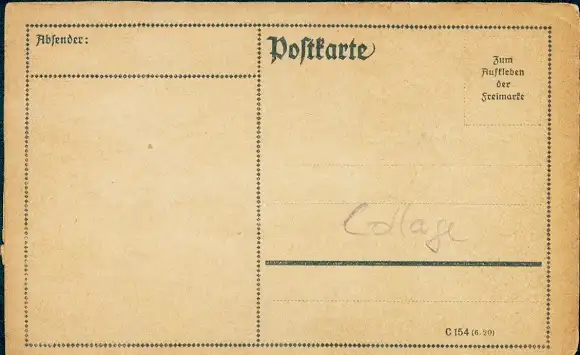 Absender:
Postkarte
Zum
Aufkleben
der
Freimarke
Collage
C 154 (6. 20)